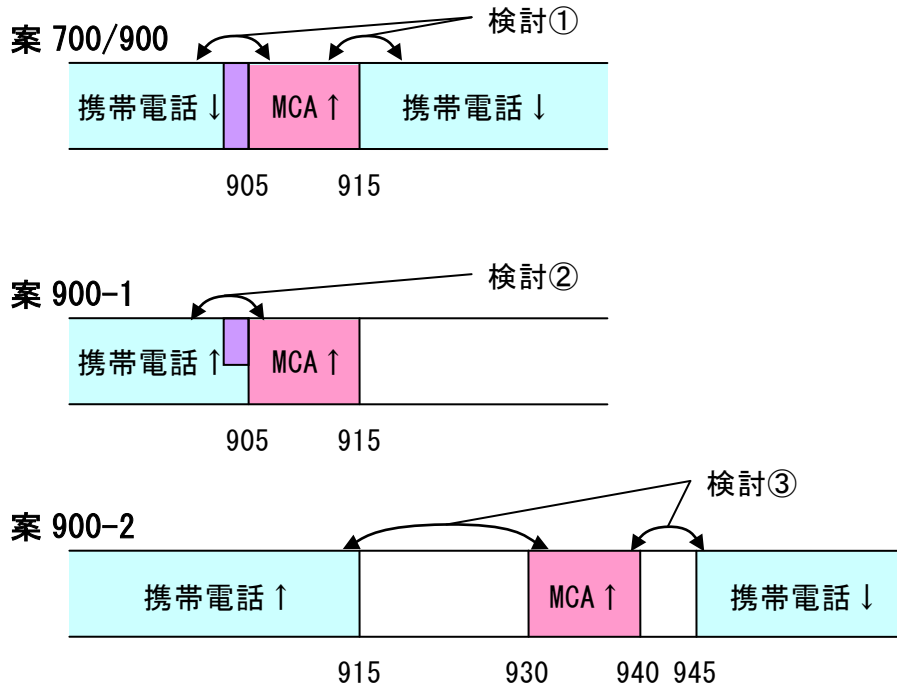 検討①
案 700/900
携帯電話↓ MCA↑ 携帯電話↓
905 915
検討②
案 900-1
携帯電話↑ MCA↑
905 915
検討③
案 900-2
携帯電話↑ MCA↑ 携帯電話↓
915 930 940 945